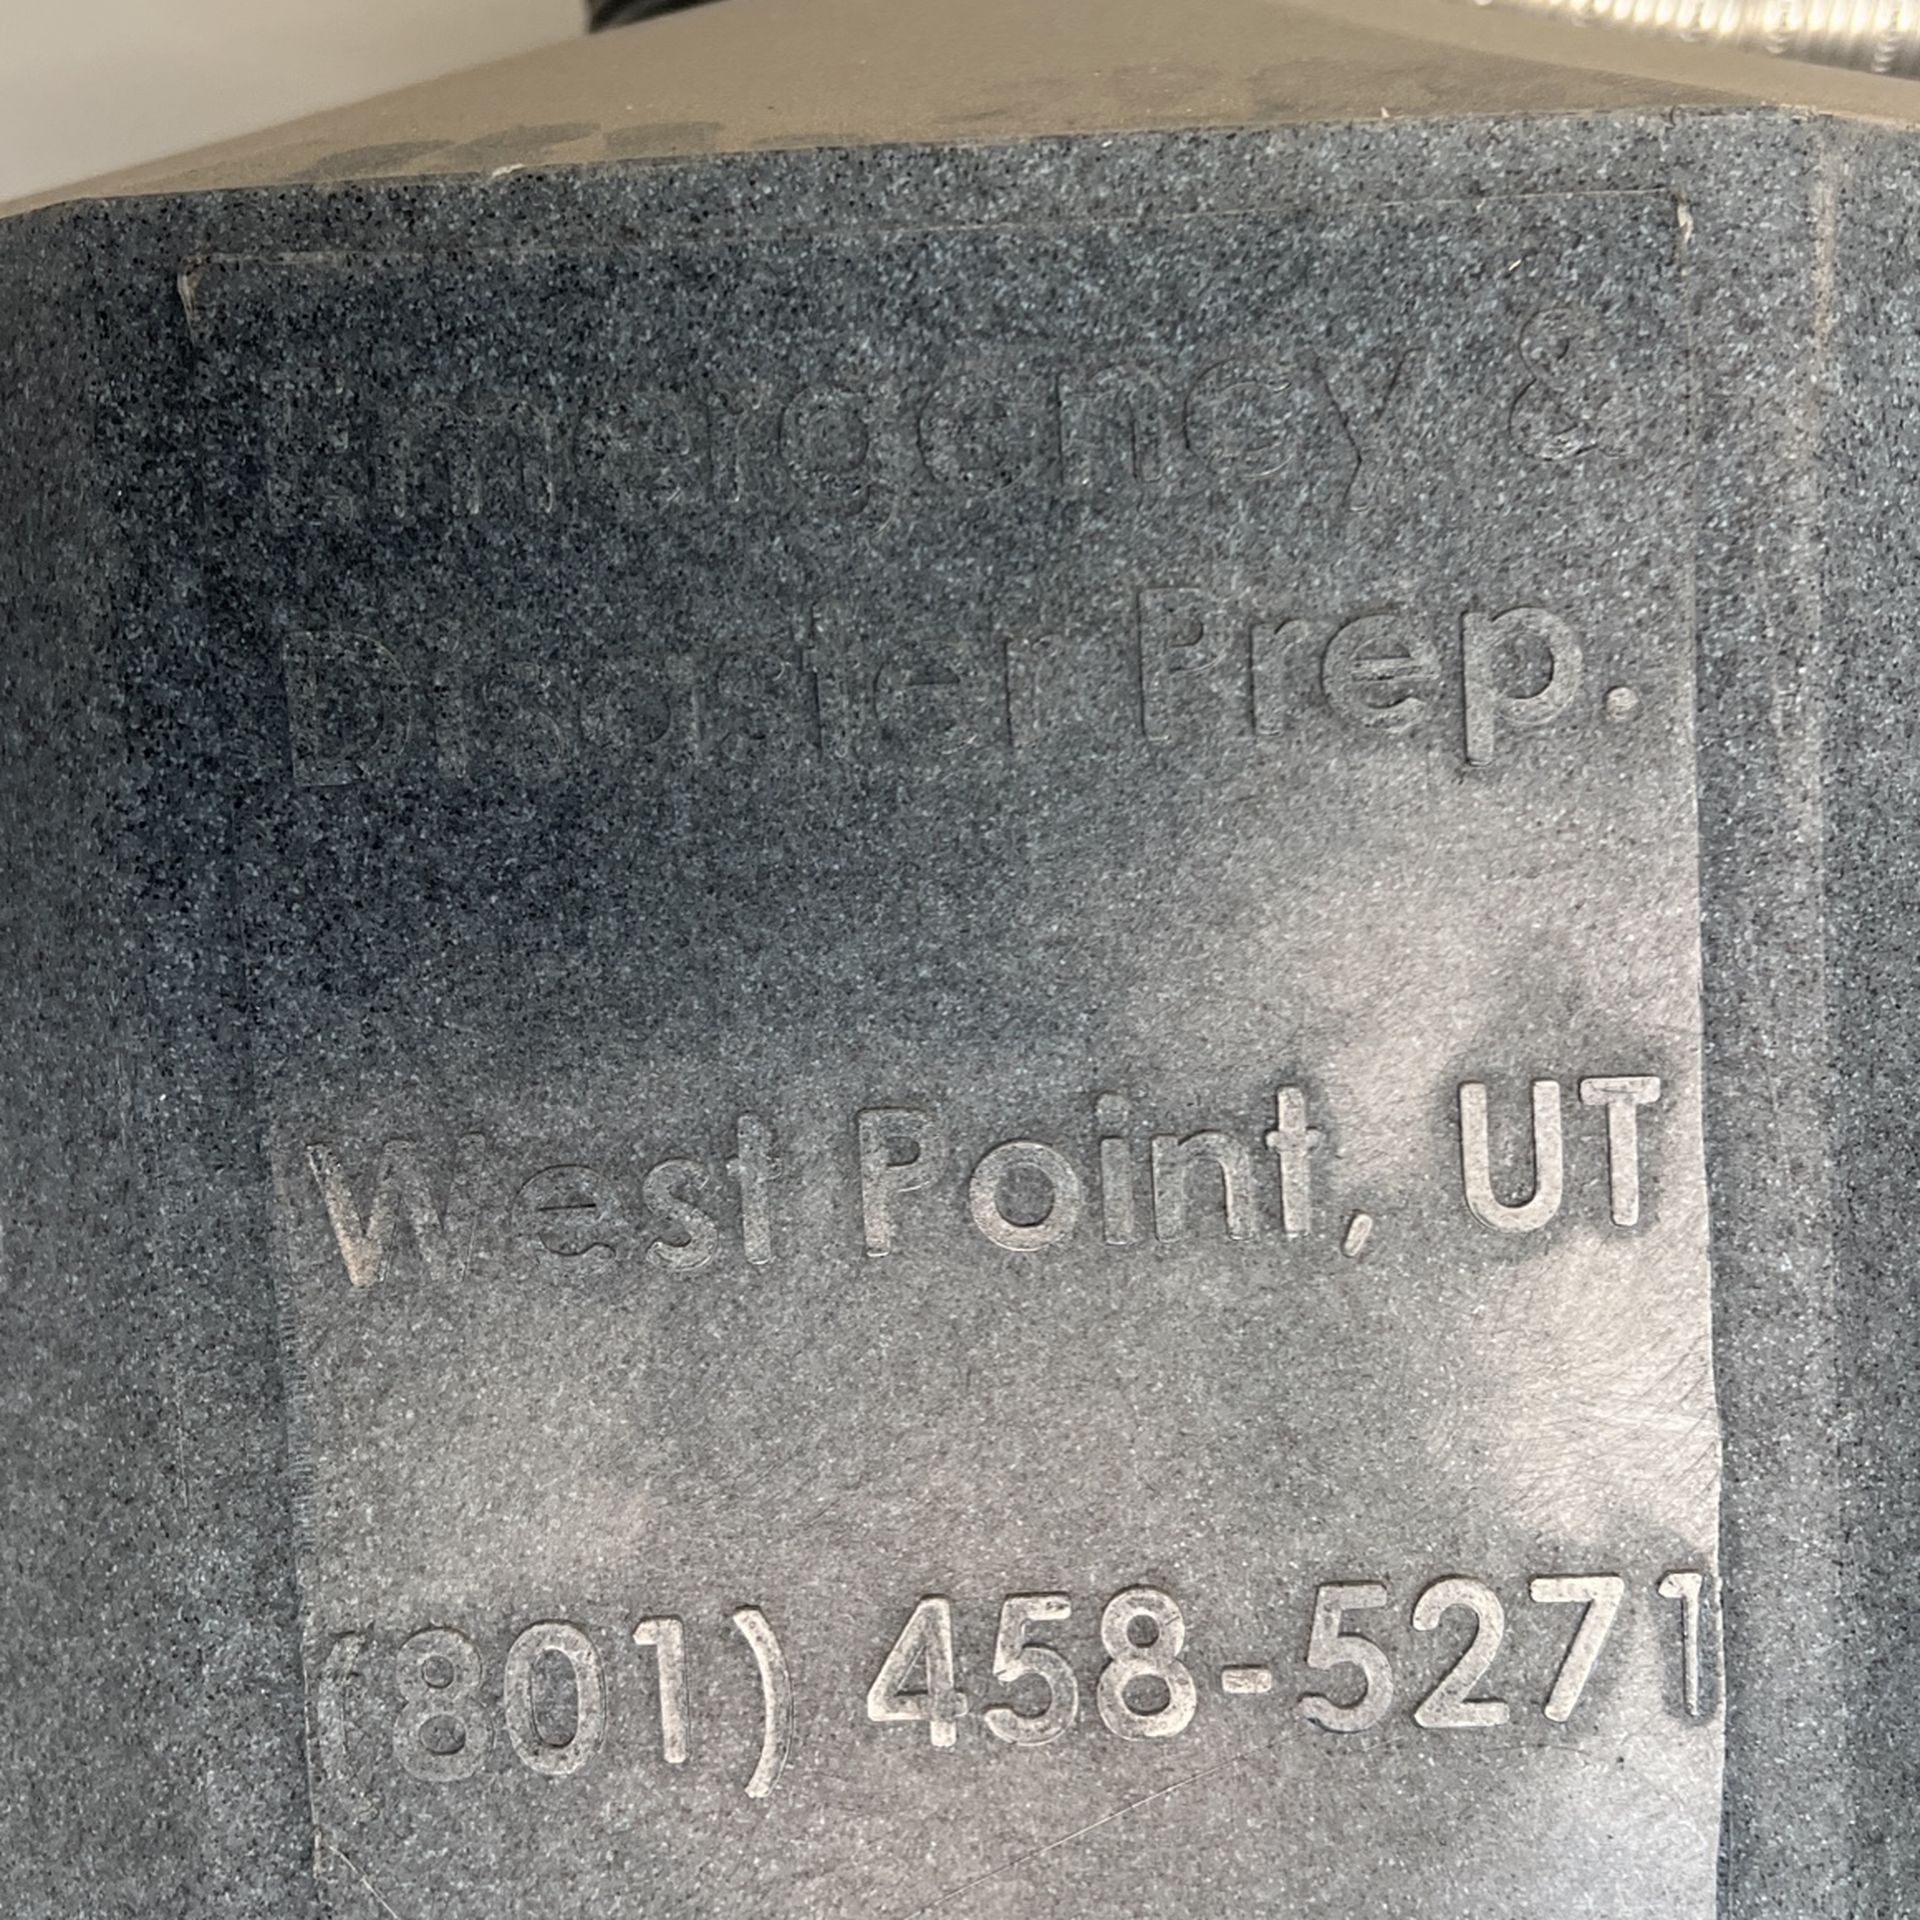 Emergency &
Disaster Prep.
West Point, UT
(801) 458-5271